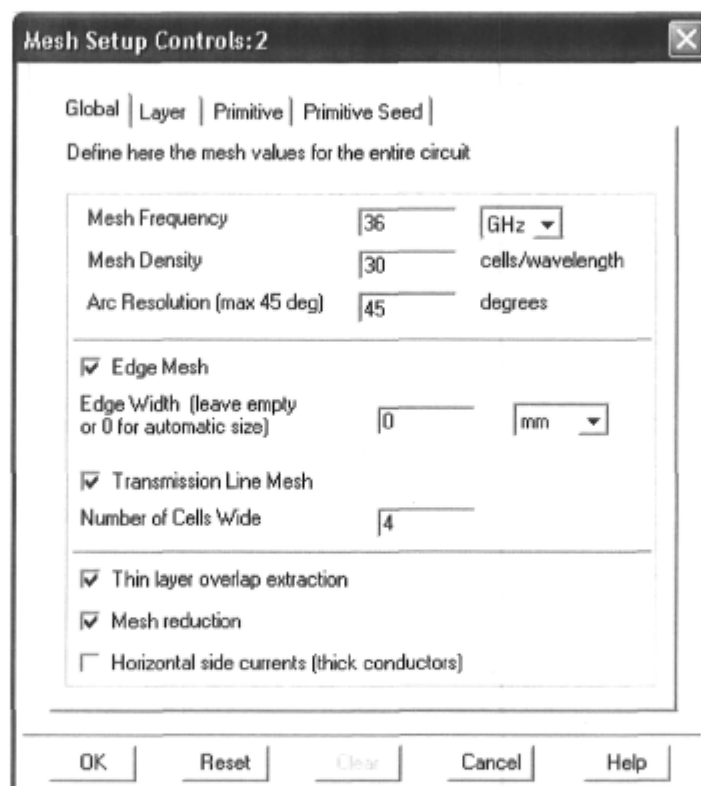 Mesh Setup Controls:2
Global Layer Primitive Primitive Seed
Define here the mesh values for the entire circuit
Mesh Frequency 36 GHz
Mesh Density 30 cells/wavelength
Arc Resolution (max 45 deg) 45 degrees
Edge Mesh
Edge Width (leave empty
or 0 for automatic size) 0 mm
Transmission Line Mesh
Number of Cells Wide 4
Thin layer overlap extraction
Mesh reduction
Horizontal side currents (thick conductors)
OK Reset Clear Cancel Help